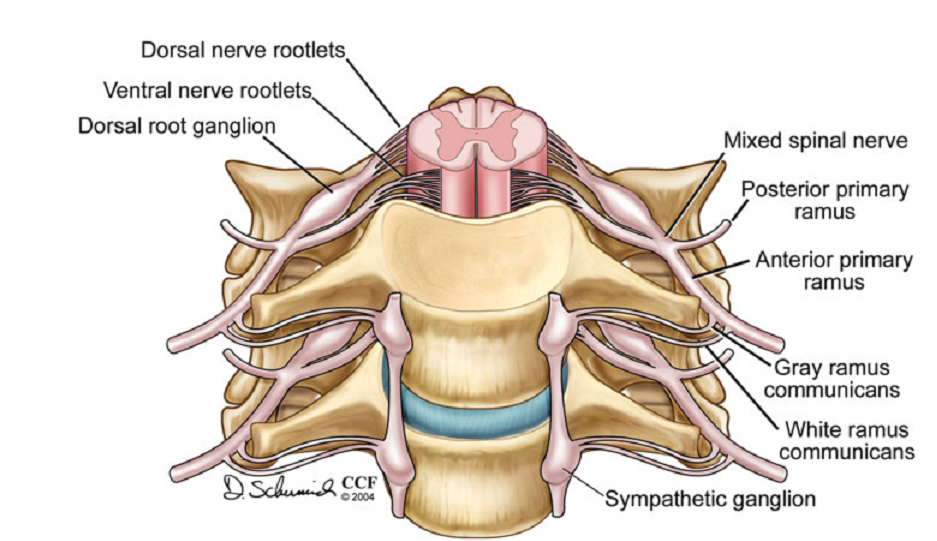 Dorsal nerve rootlets
Ventral nerve rootlets
Dorsal root ganglion
Mixed spinal nerve
Posterior primary
ramus
Anterior primary
ramus
Gray ramus
communicans
White ramus
communicans
Sympathetic ganglion
CCF
©2004